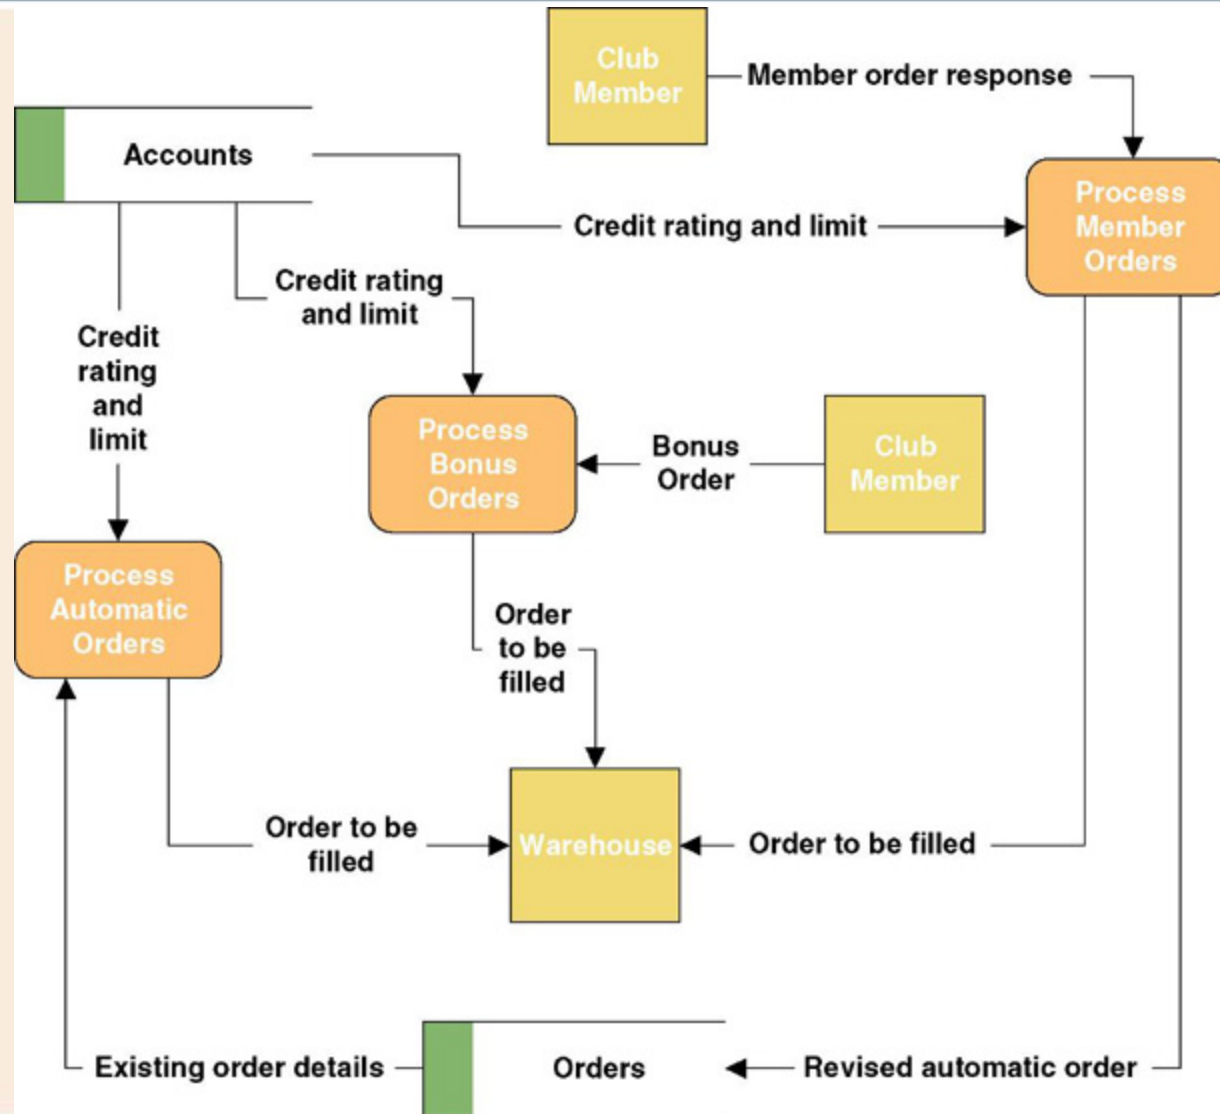 Club
Member
Member order response
Accounts
Process
Member
Orders
Credit rating and limit
Credit rating
and limit
Credit
rating
and
limit
Process
Bonus
Orders
Bonus
Order
Club
Member
Process
Automatic
Orders
Order
to be
filled
Order to be
filled
Warehouse
Order to be filled
Existing order details
Orders
Revised automatic order